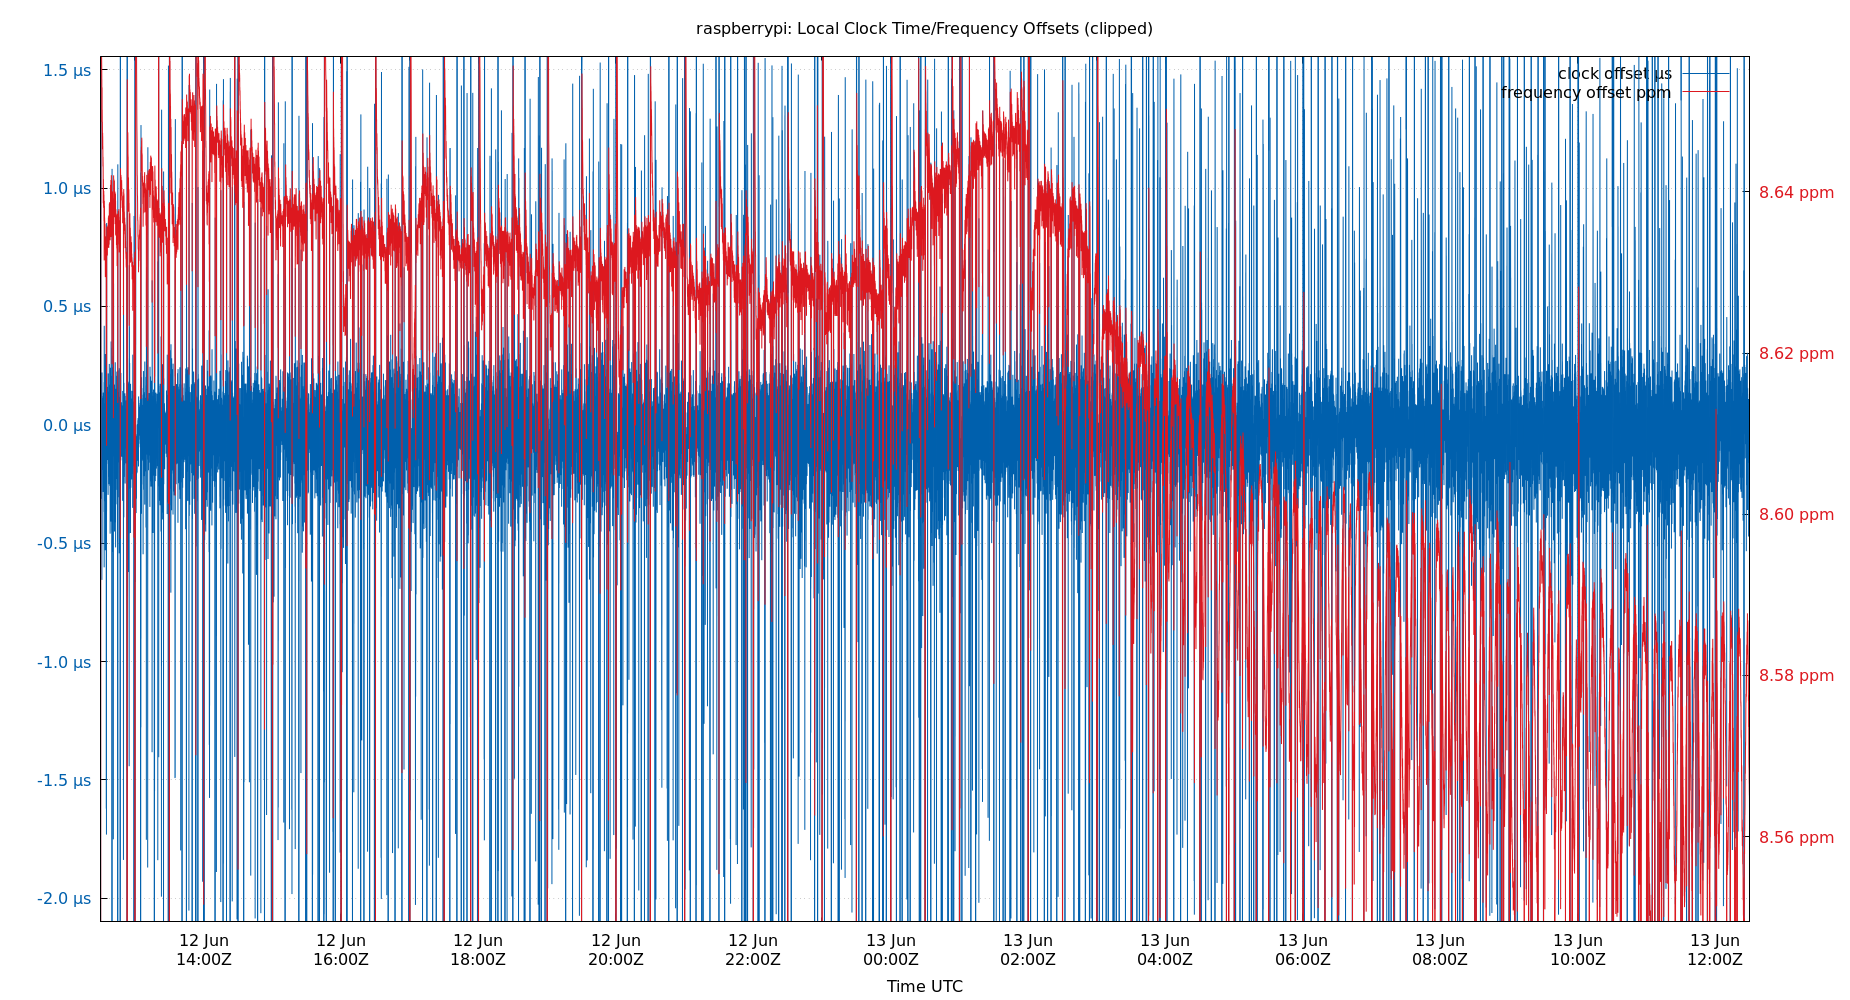 raspberrypi: Local Clock Time/Frequency Offsets (clipped)
clock offset µs
frequency offset ppm
1.5 µs
1.0 µs
0.5 µs
0.0 µs
-0.5 µs
-1.0 µs
-1.5 µs
-2.0 µs
8.64 ppm
8.62 ppm
8.60 ppm
8.58 ppm
8.56 ppm
12 Jun 12 Jun 12 Jun 12 Jun 12 Jun 13 Jun 13 Jun 13 Jun 13 Jun 13 Jun 13 Jun 13 Jun
14:00Z 16:00Z 18:00Z 20:00Z 22:00Z 00:00Z 02:00Z 04:00Z 06:00Z 08:00Z 10:00Z 12:00Z
Time UTC